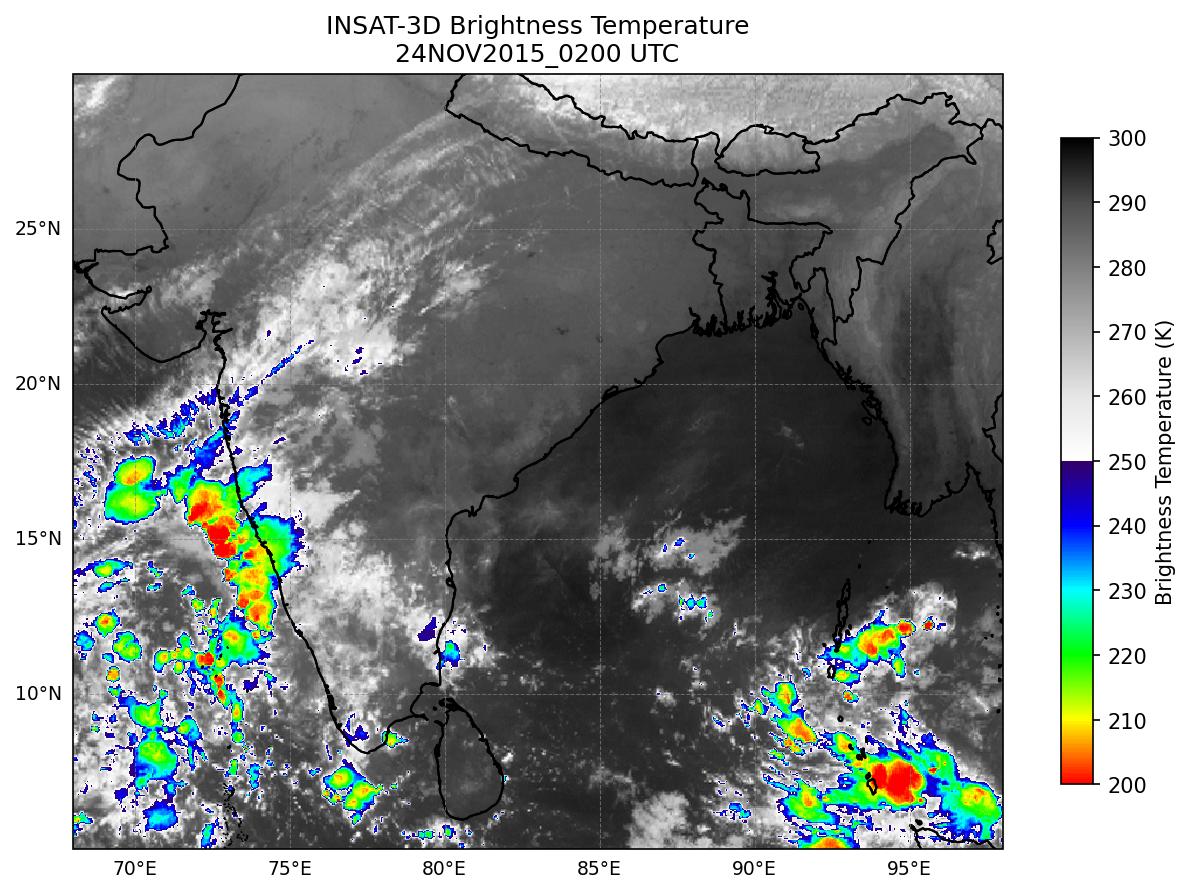 INSAT-3D Brightness Temperature
24NOV2015_0200 UTC
25°N
20°N
15°N
10°N
70°E
75°E
80°E
85°E
90°E
95°E
300
290
280
270
260
250
240
230
220
210
200
Brightness Temperature (K)